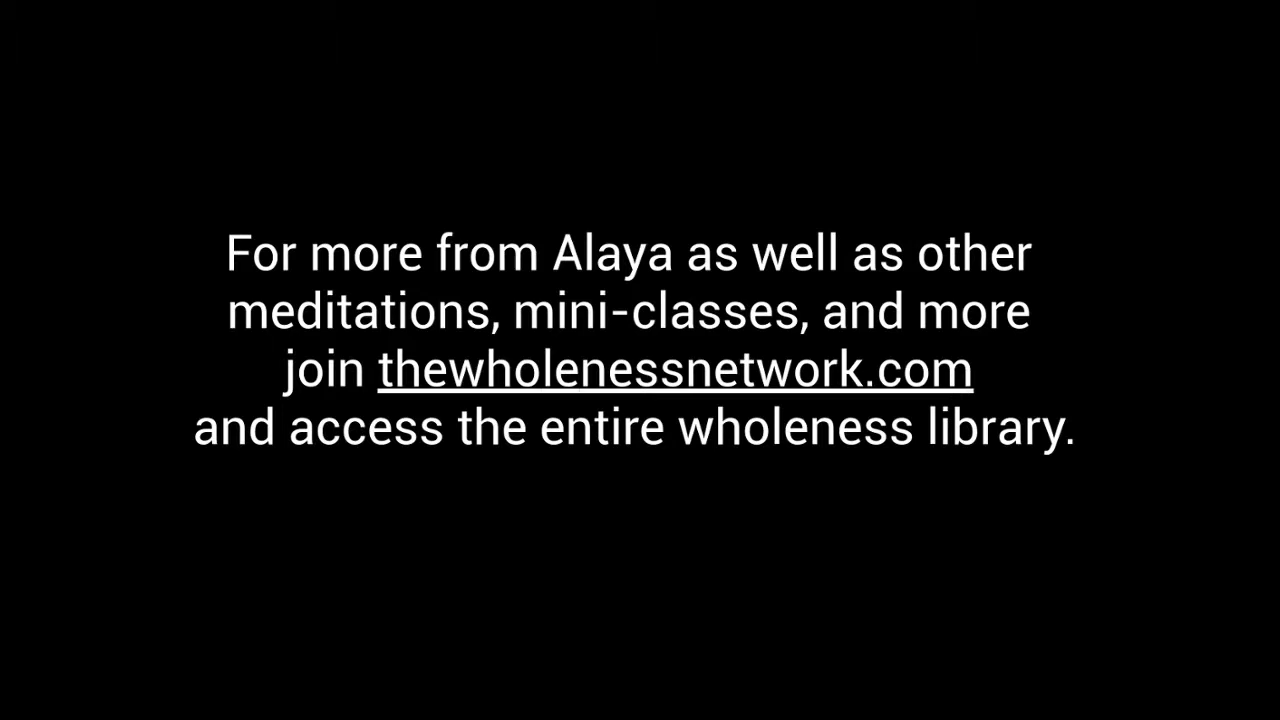 For more from Alaya as well as other
meditations, mini-classes, and more
join thewholenessnetwork.com
and access the entire wholeness library.